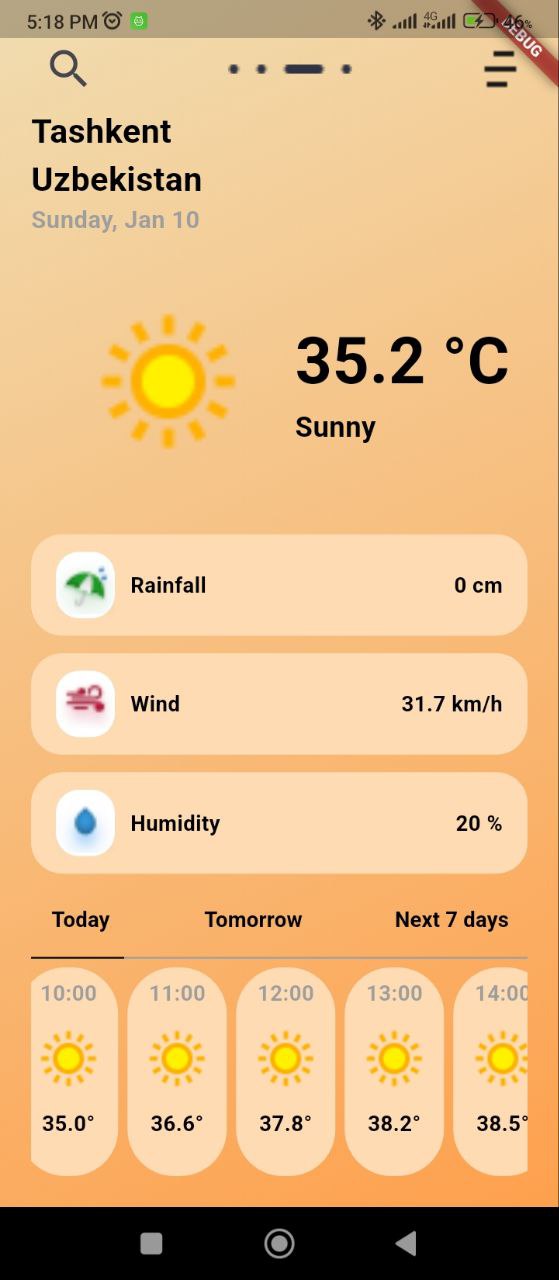 5:18 PM 4G 46%
DEBUG
Tashkent
Uzbekistan
Sunday, Jan 10
35.2 °C
Sunny
Rainfall 0 cm
Wind 31.7 km/h
Humidity 20 %
Today Tomorrow Next 7 days
10:00 11:00 12:00 13:00 14:00
35.0° 36.6° 37.8° 38.2° 38.5°